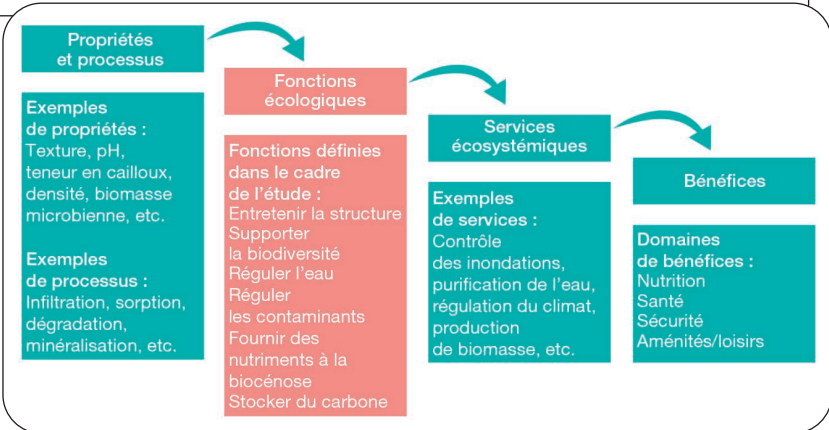 Propriétés
et processus
Exemples
de propriétés :
Texture, pH,
teneur en cailloux,
densité, biomasse
microbienne, etc.
Exemples
de processus :
Infiltration, sorption,
dégradation,
minéralisation, etc.
Fonctions
écologiques
Fonctions définies
dans le cadre
de l'étude :
Entretenir la structure
Supporter
la biodiversité
Réguler l'eau
Réguler
les contaminants
Fournir des
nutriments à la
biocénose
Stocker du carbone
Services
écosystémiques
Exemples
de services :
Contrôle
des inondations,
purification de l'eau,
régulation du climat,
production
de biomasse, etc.
Bénéfices
Domaines
de bénéfices :
Nutrition
Santé
Sécurité
Aménités/loisirs